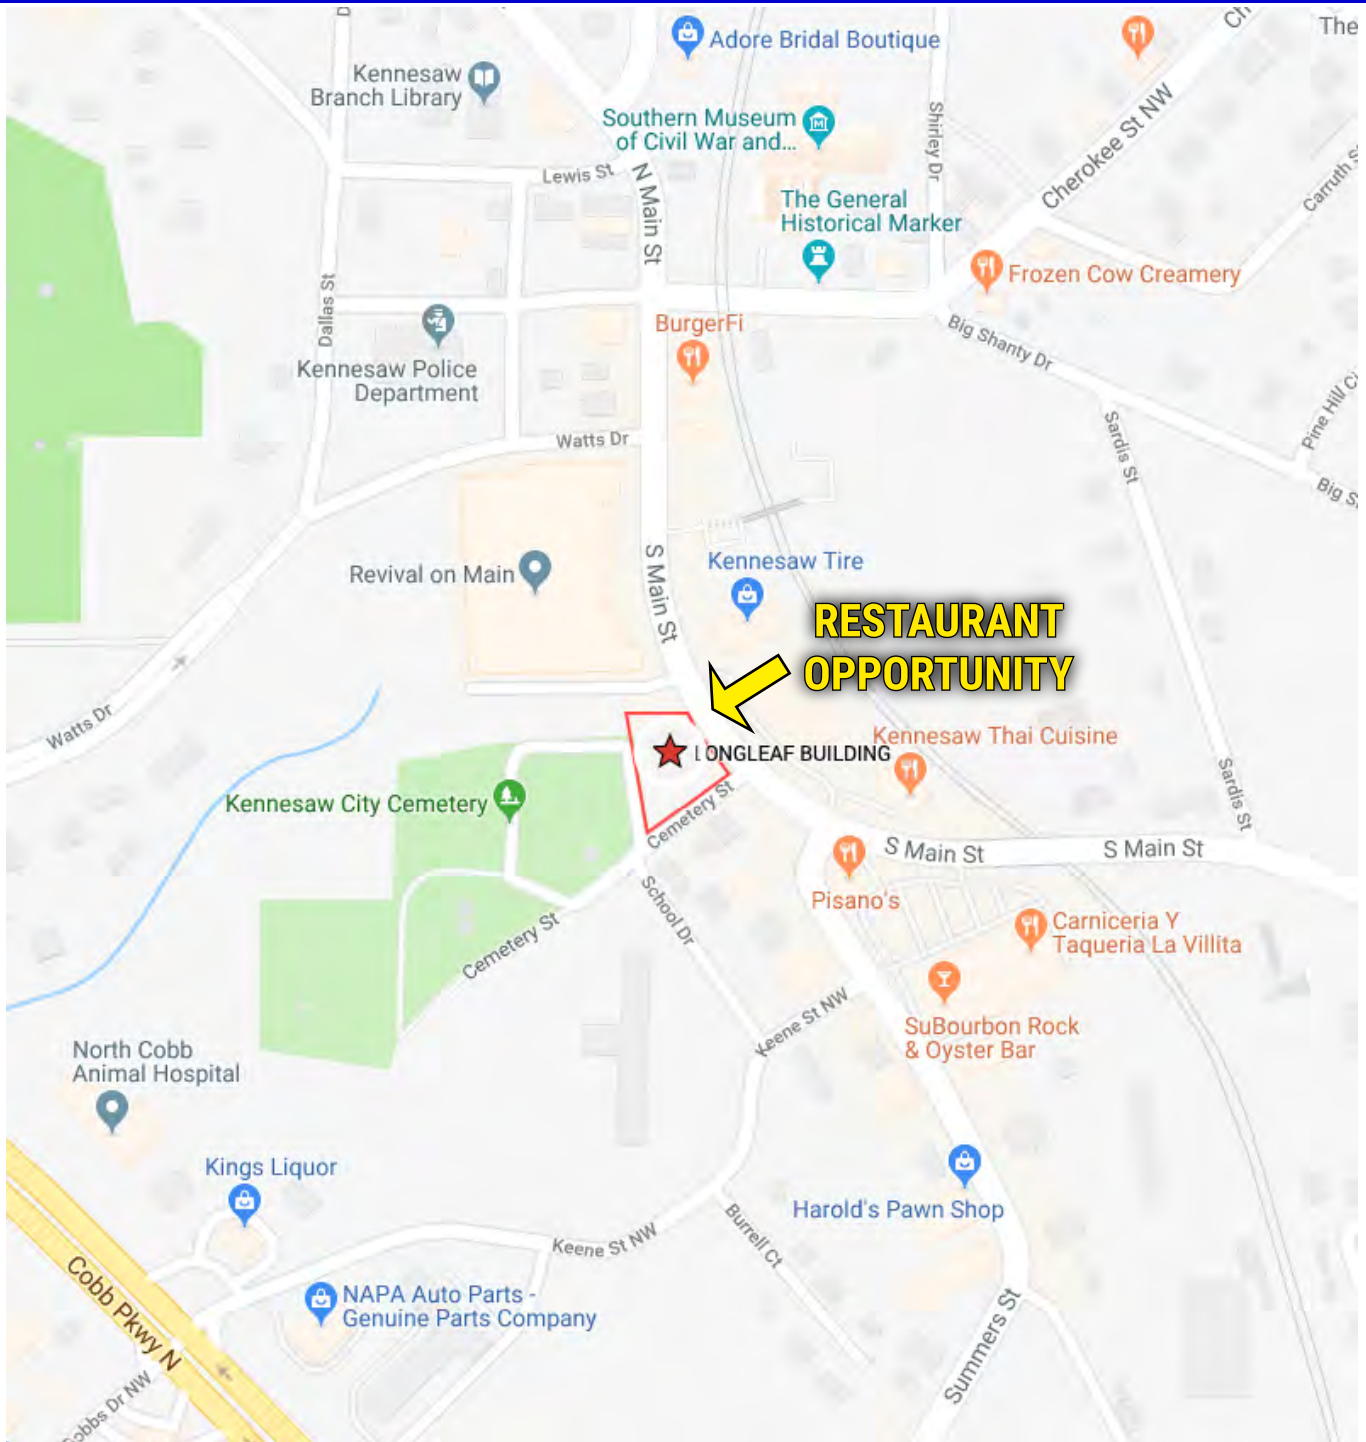 Adore Bridal Boutique
The
Kennesaw
Branch Library
Southern Museum
of Civil War and...
Shirley Dr
Cherokee St NW
Lewis St
N Main St
The General
Historical Marker
Frozen Cow Creamery
Dallas St
BurgerFi
Big Shanty Dr
Kennesaw Police
Department
Watts Dr
Sardis St
S Main St
Kennesaw Tire
Revival on Main
RESTAURANT
OPPORTUNITY
Watts Dr
Kennesaw Thai Cuisine
LONGLEAF BUILDING
Sardis St
Kennesaw City Cemetery
Cemetery St
S Main St
S Main St
Pisano's
School Dr
Carniceria Y
Taqueria La Villita
Cemetery St
Keene St NW
SuBourbon Rock
& Oyster Bar
North Cobb
Animal Hospital
Kings Liquor
Harold's Pawn Shop
Keene St NW
Burrell Ct
Cobb Pkwy N
NAPA Auto Parts -
Genuine Parts Company
Summers St